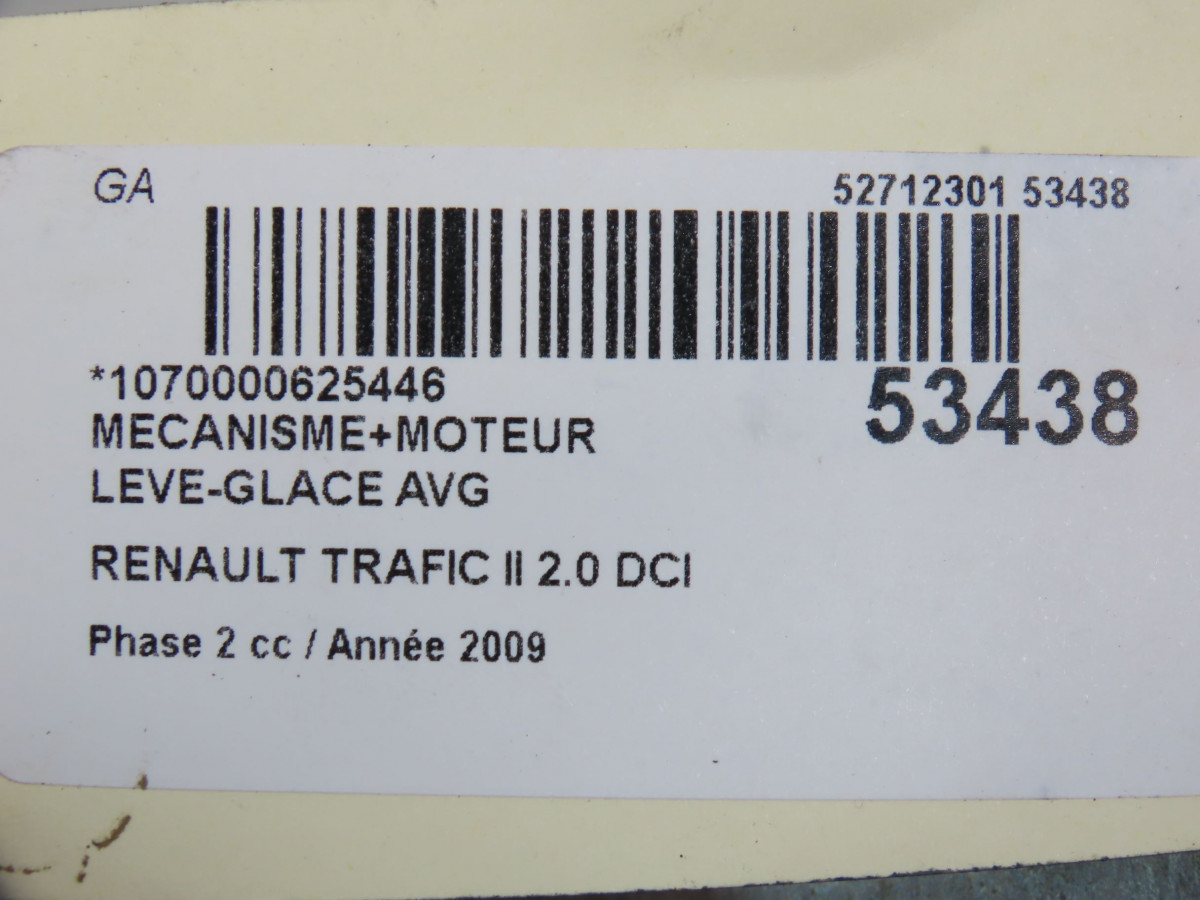 GA
52712301 53438
*1070000625446
53438
MECANISME+MOTEUR
LEVE-GLACE AVG
RENAULT TRAFIC II 2.0 DCI
Phase 2 cc / Année 2009